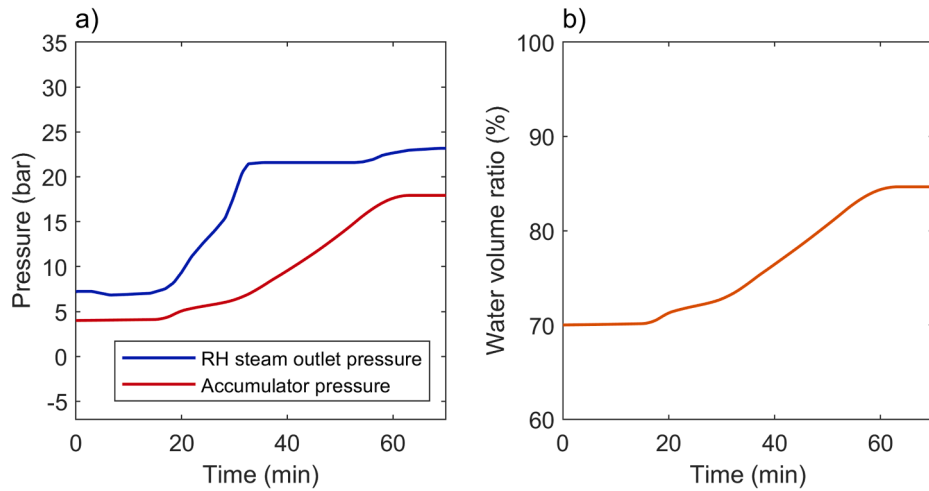 a)
35
30
25
20
15
10
5
0
-5
Pressure (bar)
0 20 40 60
Time (min)
RH steam outlet pressure
Accumulator pressure
b)
100
90
80
70
60
Water volume ratio (%)
0 20 40 60
Time (min)